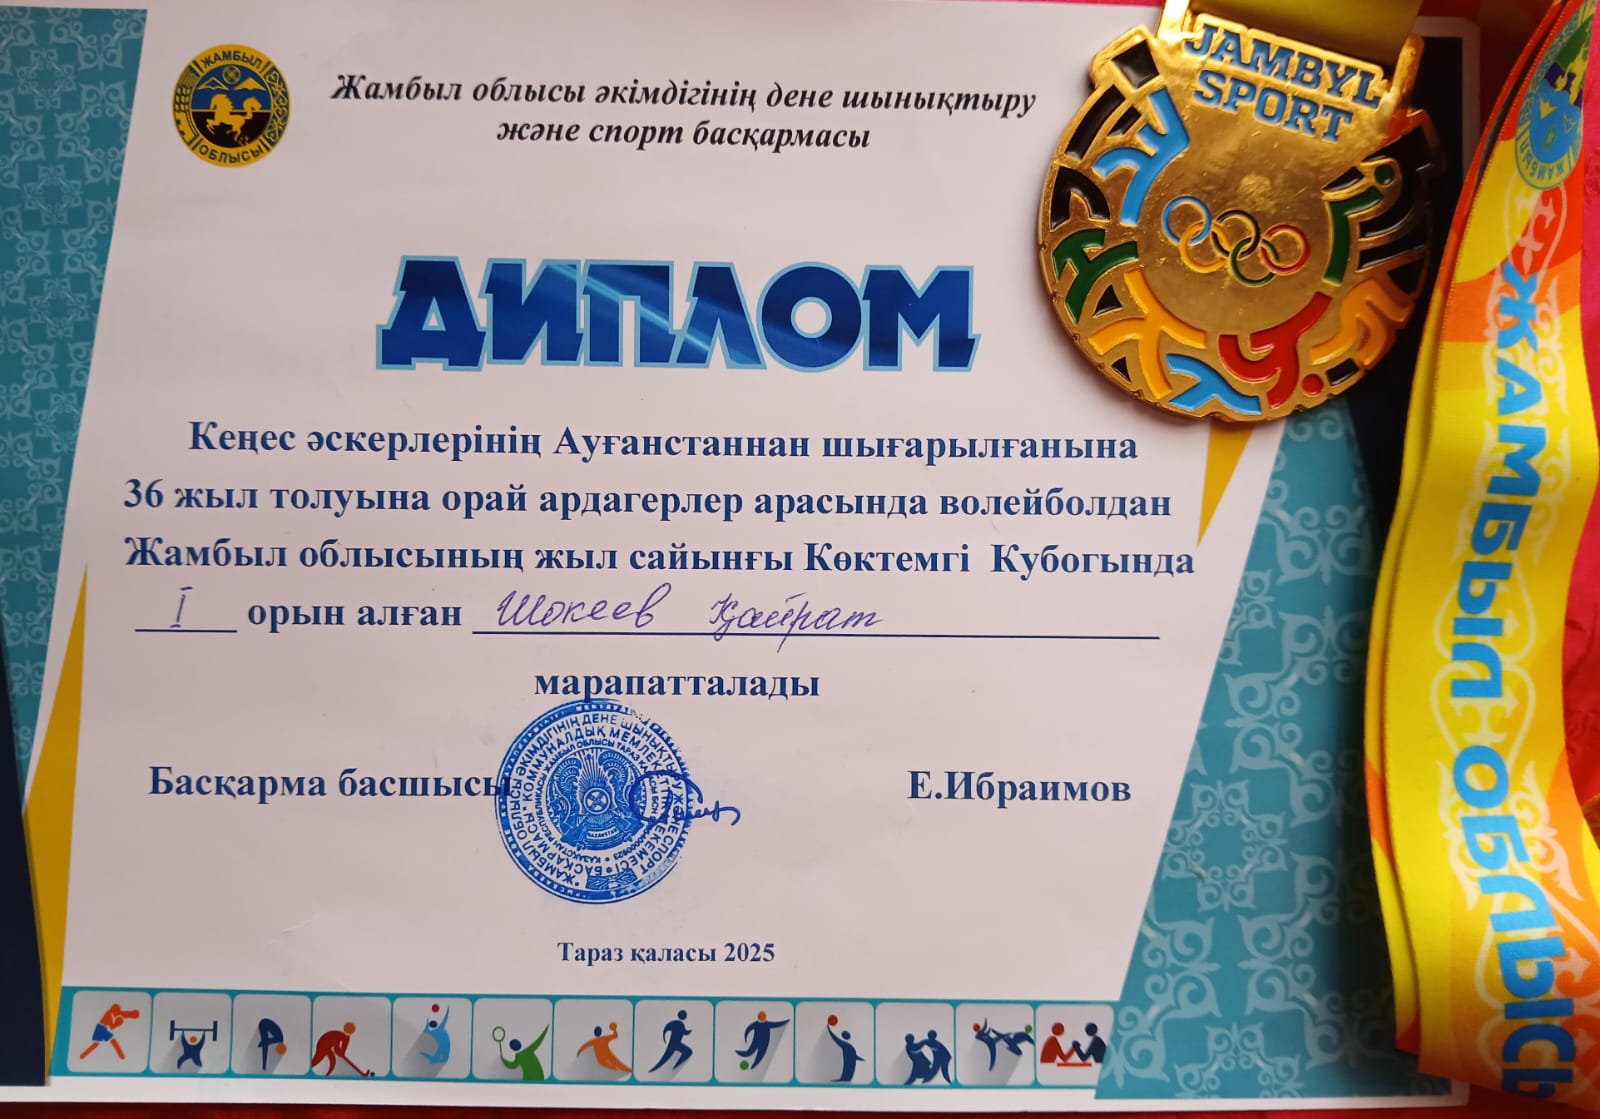 ЖАМБЫЛ
ОБЛЫСЫ
Жамбыл облысы әкімдігінің дене шынықтыру
және спорт басқармасы
JAMBYL
SPORT
ДИПЛОМ
Кеңес әскерлерінің Ауғанстаннан шығарылғанына
36 жыл толуына орай ардагерлер арасында волейболдан
Жамбыл облысының жыл сайынғы Көктемгі Кубогында
I орын алған Шокеев Қайрат
марапатталады
Басқарма басшысы
Е.Ибраимов
Тараз қаласы 2025
ЖАМБЫЛ ОБЛЫСЫ